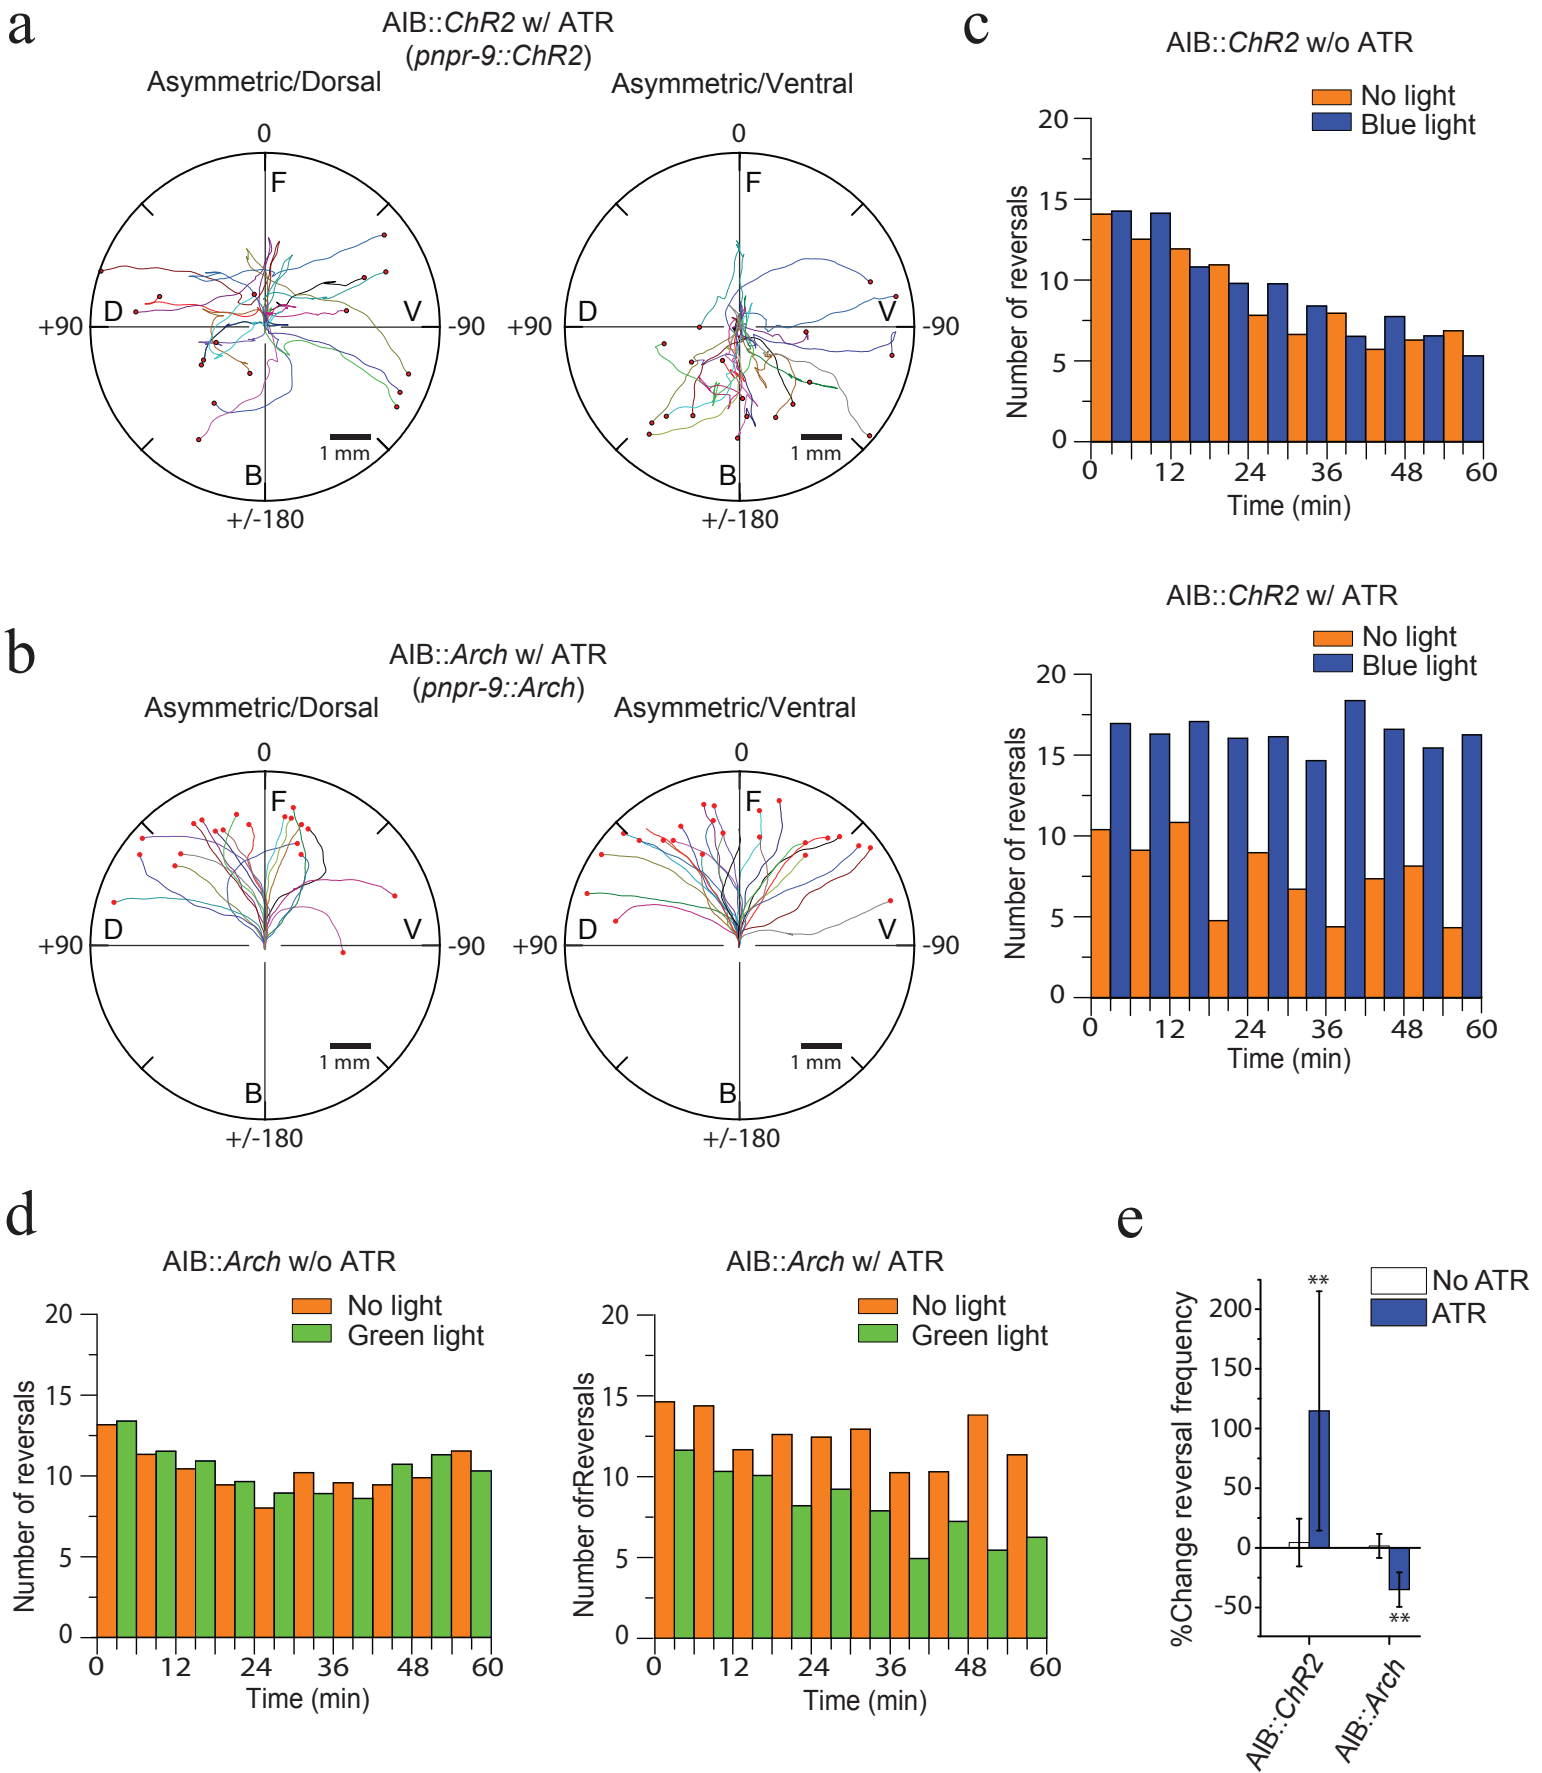 a
AIB::ChR2 w/ ATR
(pnpr-9::ChR2)
Asymmetric/Dorsal
Asymmetric/Ventral
0
F
D
V
+90
-90
1 mm
B
+/-180
0
F
D
V
+90
-90
1 mm
B
+/-180
b
AIB::Arch w/ ATR
(pnpr-9::Arch)
Asymmetric/Dorsal
Asymmetric/Ventral
0
F
D
V
+90
-90
1 mm
B
+/-180
0
F
D
V
+90
-90
1 mm
B
+/-180
c
AIB::ChR2 w/o ATR
No light
Blue light
Number of reversals
20
15
10
5
0
0 12 24 36 48 60
Time (min)
AIB::ChR2 w/ ATR
No light
Blue light
Number of reversals
20
15
10
5
0
0 12 24 36 48 60
Time (min)
d
AIB::Arch w/o ATR
No light
Green light
Number of reversals
20
15
10
5
0
0 12 24 36 48 60
Time (min)
AIB::Arch w/ ATR
No light
Green light
Number ofrReversals
20
15
10
5
0
0 12 24 36 48 60
Time (min)
e
No ATR
ATR
%Change reversal frequency
200
150
100
50
0
-50
**
**
AIB::ChR2
AIB::Arch